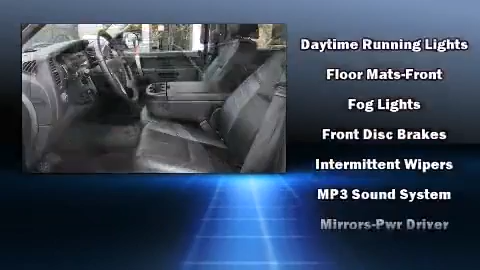 Daytime Running Lights
Floor Mats-Front
Fog Lights
Front Disc Brakes
Intermittent Wipers
MP3 Sound System
Mirrors-Pwr Driver